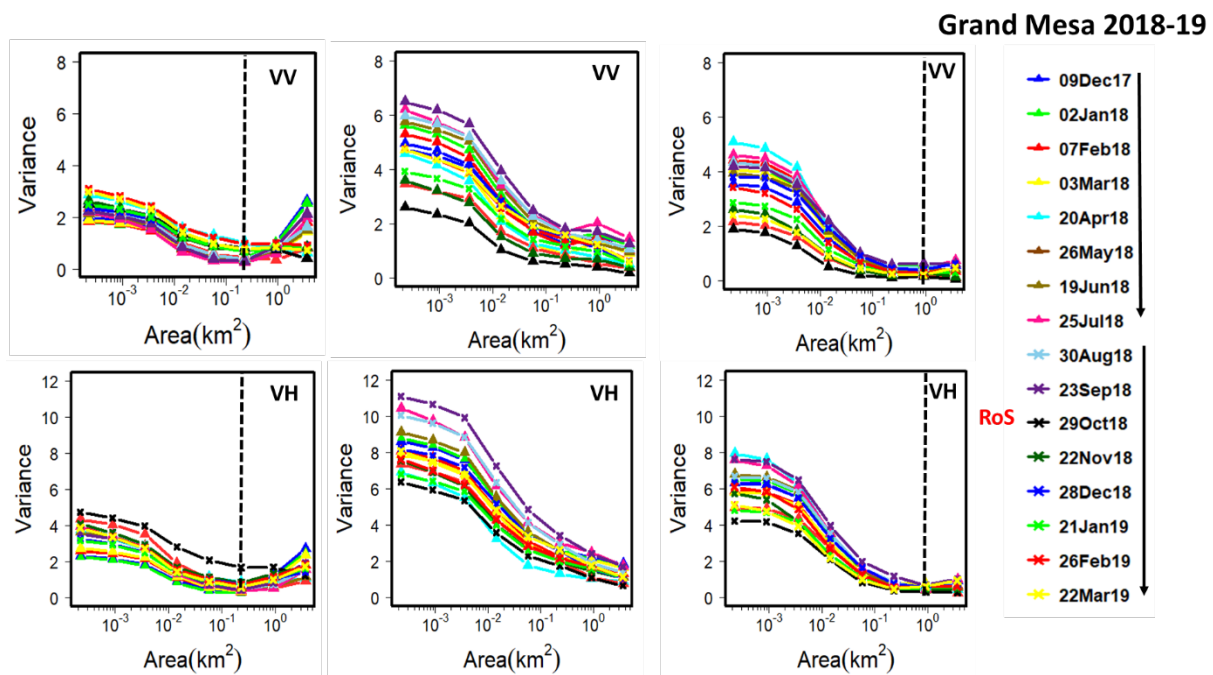 Grand Mesa 2018-19
8
6
4
2
0
Variance
VV
10⁻³ 10⁻² 10⁻¹ 10⁰
Area(km²)
8
6
4
2
0
Variance
VV
10⁻³ 10⁻² 10⁻¹ 10⁰
Area(km²)
8
6
4
2
0
Variance
VV
10⁻³ 10⁻² 10⁻¹ 10⁰
Area(km²)
12
10
8
6
4
2
0
Variance
VH
10⁻³ 10⁻² 10⁻¹ 10⁰
Area(km²)
12
10
8
6
4
2
0
Variance
VH
10⁻³ 10⁻² 10⁻¹ 10⁰
Area(km²)
12
10
8
6
4
2
0
Variance
VH
10⁻³ 10⁻² 10⁻¹ 10⁰
Area(km²)
09Dec17
02Jan18
07Feb18
03Mar18
20Apr18
26May18
19Jun18
25Jul18
30Aug18
23Sep18
RoS 29Oct18
22Nov18
28Dec18
21Jan19
26Feb19
22Mar19